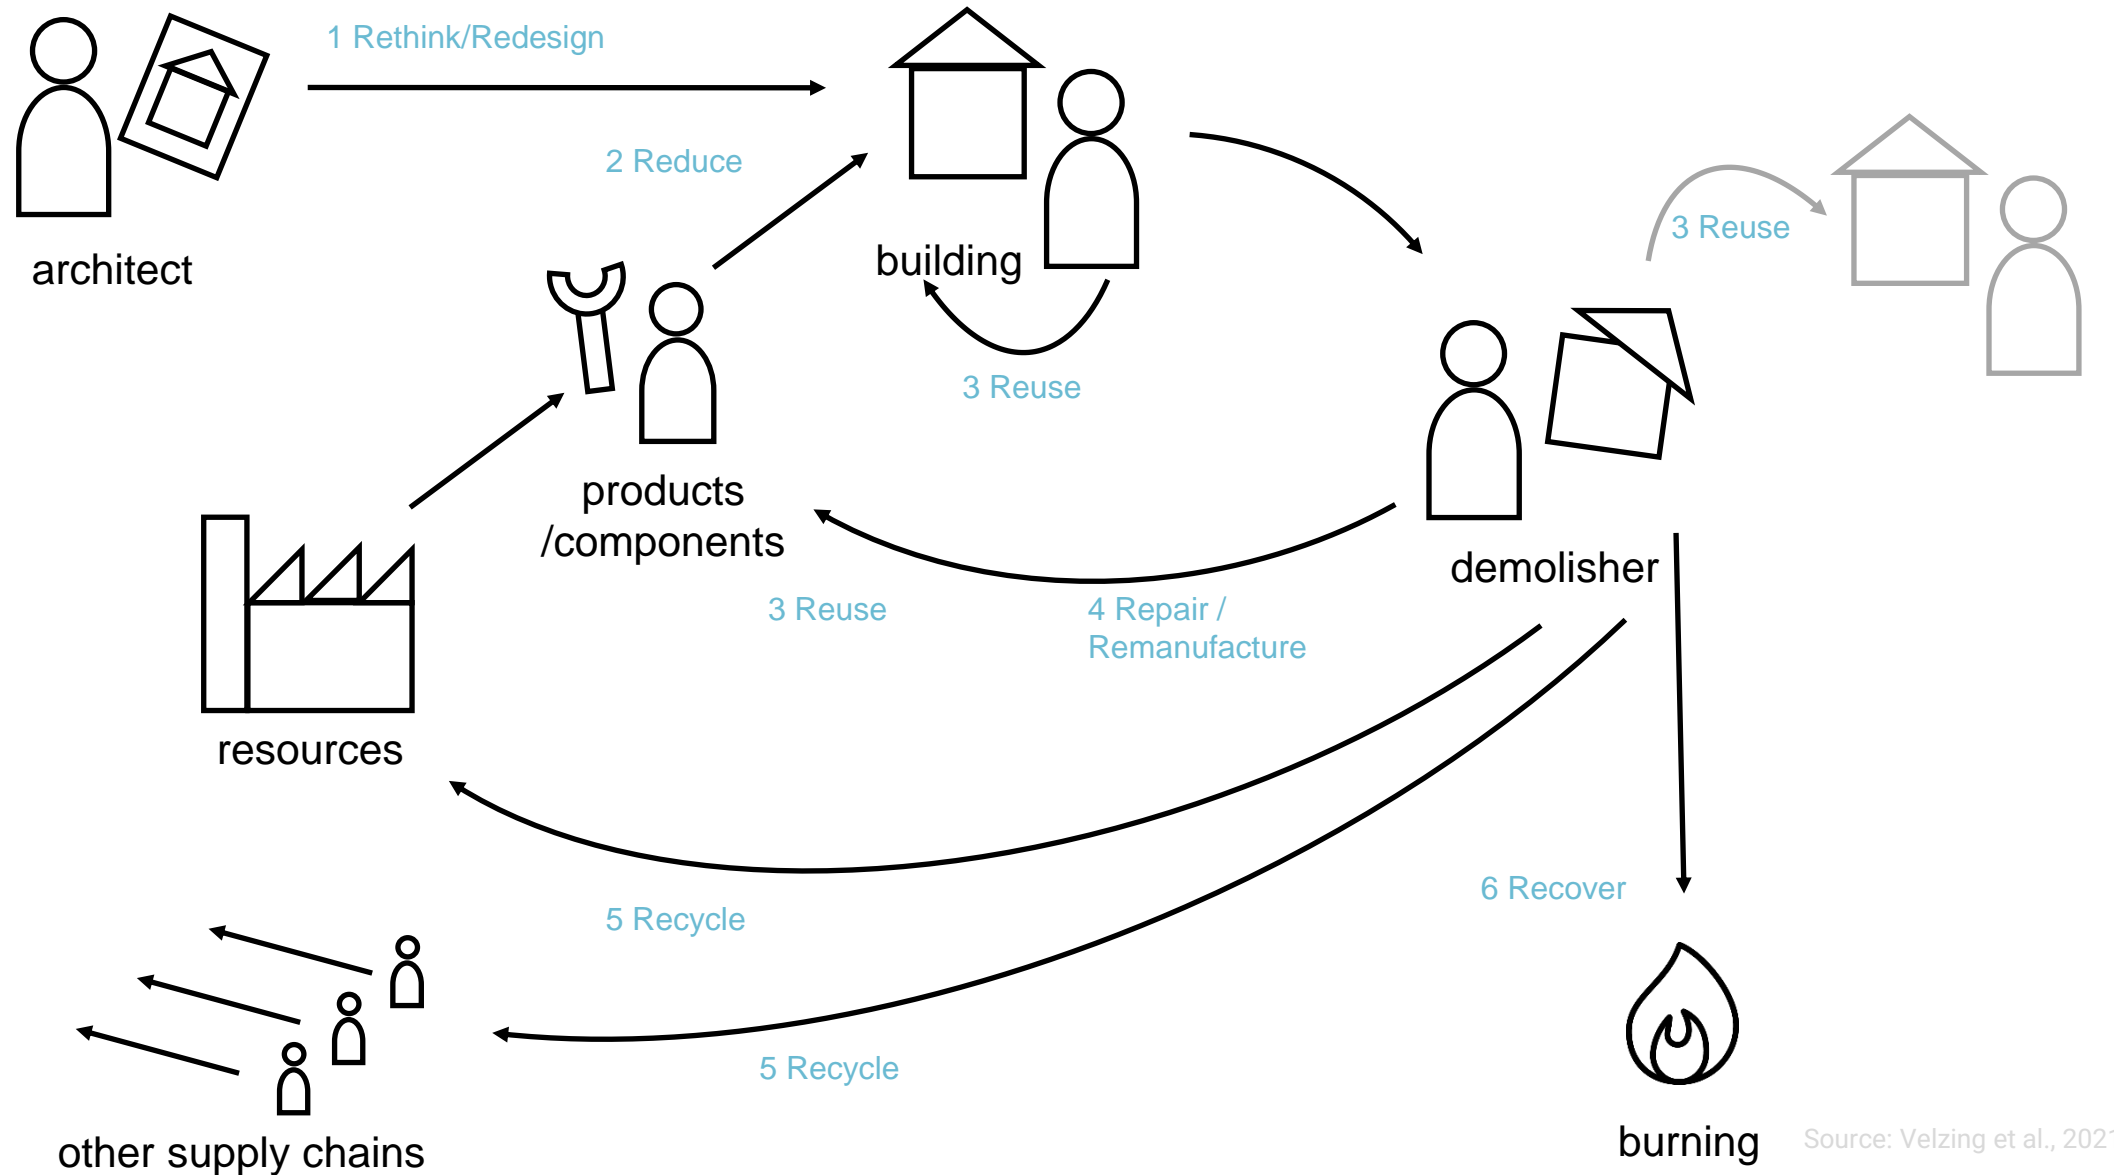 1 Rethink/Redesign
2 Reduce
architect
building
3 Reuse
3 Reuse
products
/components
demolisher
3 Reuse
4 Repair /
Remanufacture
resources
5 Recycle
6 Recover
5 Recycle
other supply chains
burning
Source: Velzing et al., 202